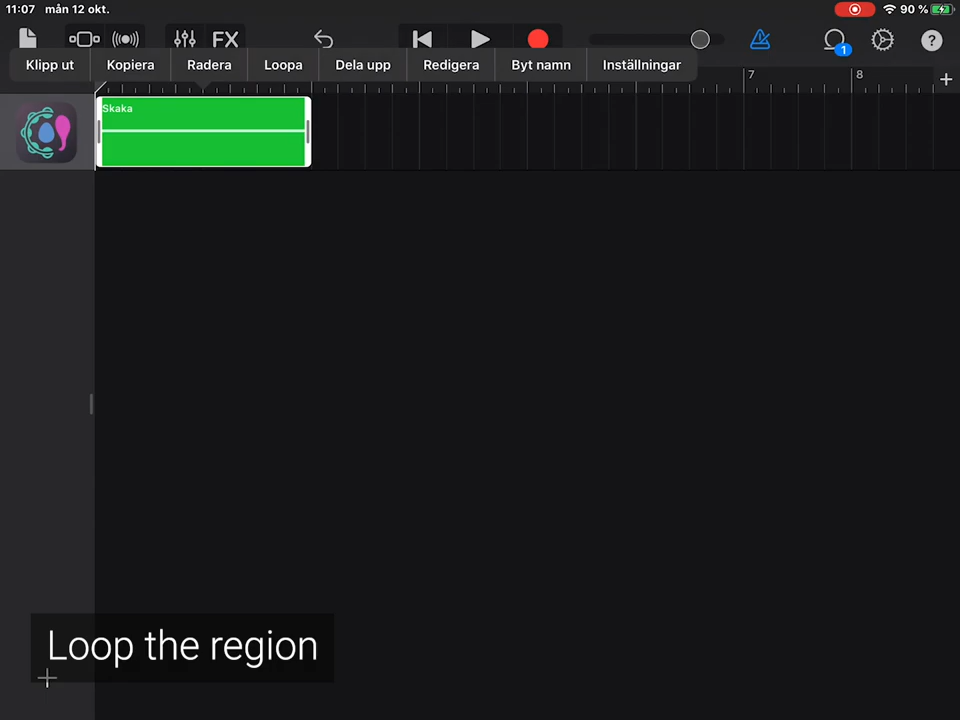 11:07 mån 12 okt.
90 %
FX
1
?
Klipp ut Kopiera Radera Loopa Dela upp Redigera Byt namn Inställningar
7 8 +
Skaka
Loop the region
+